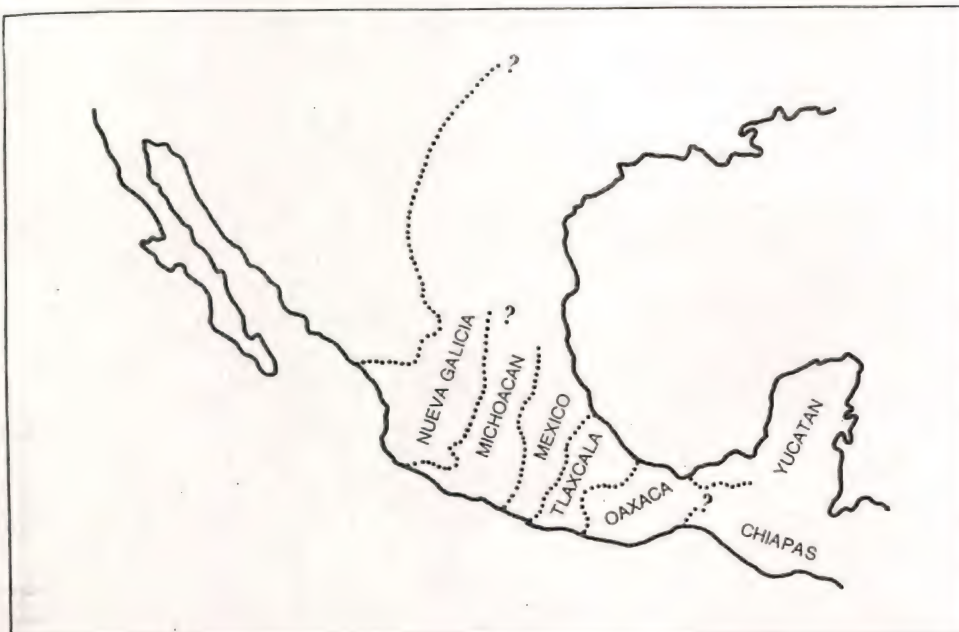 ?
?
NUEVA GALICIA
MICHOACAN
MEXICO
TLAXCALA
OAXACA
?
YUCATAN
CHIAPAS